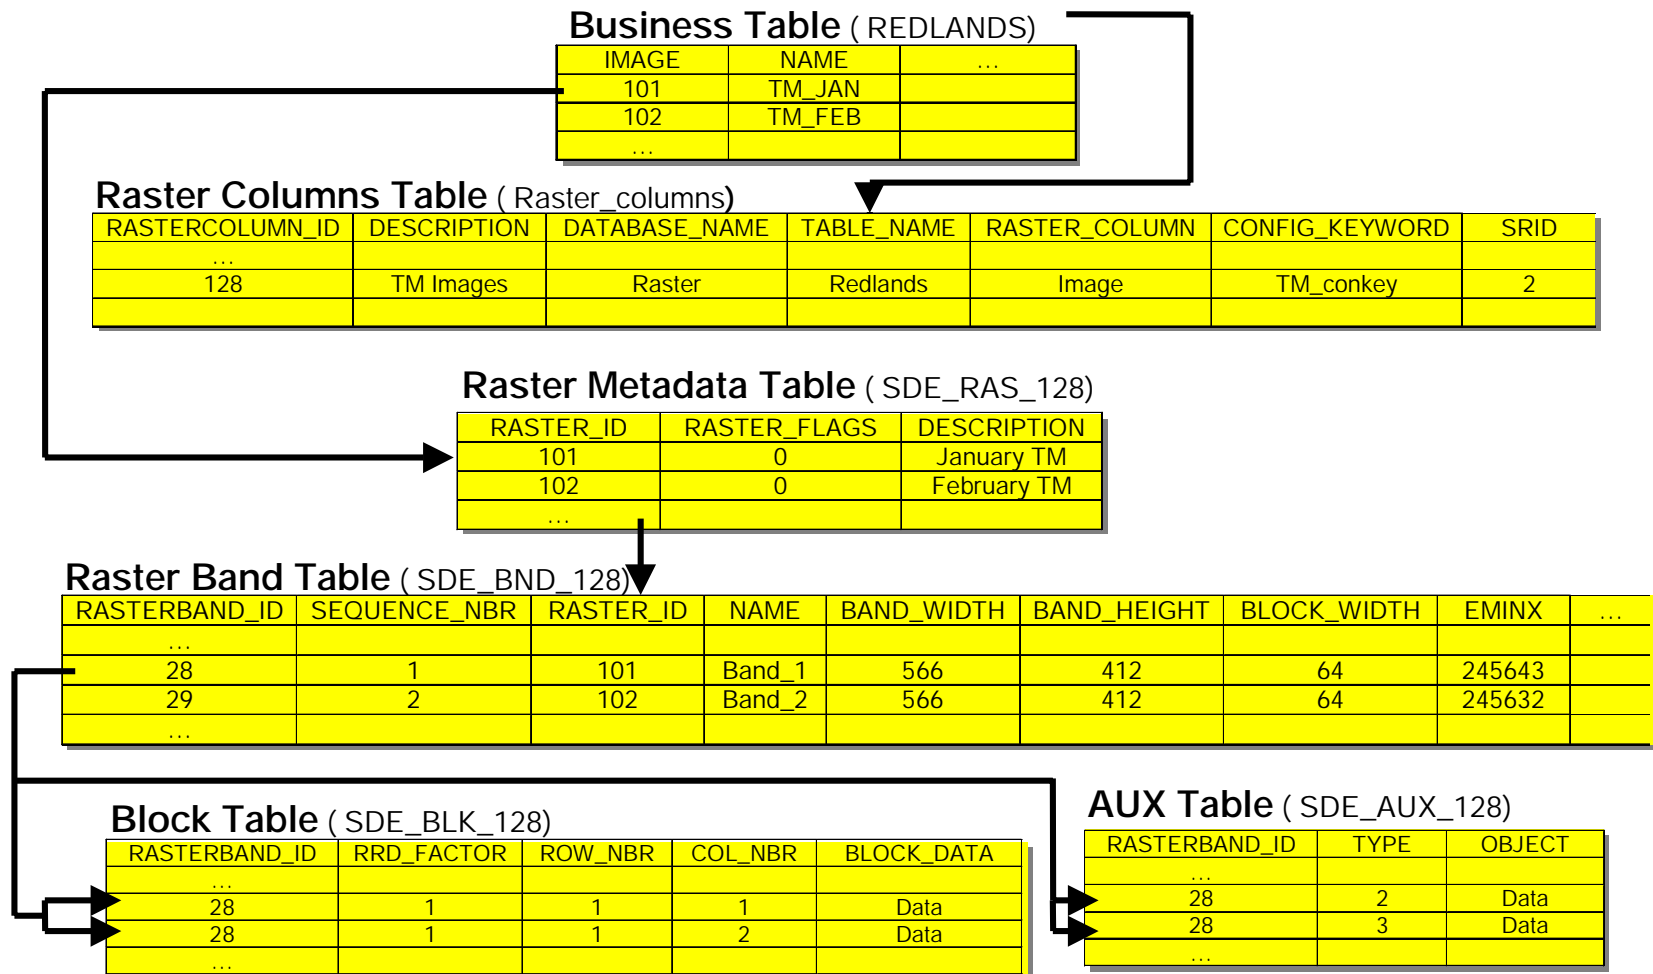 Business Table ( REDLANDS)
IMAGE NAME ...
101 TM_JAN
102 TM_FEB
...
Raster Columns Table ( Raster_columns)
RASTERCOLUMN_ID DESCRIPTION DATABASE_NAME TABLE_NAME RASTER_COLUMN CONFIG_KEYWORD SRID
...
128 TM Images Raster Redlands Image TM_conkey 2
Raster Metadata Table ( SDE_RAS_128)
RASTER_ID RASTER_FLAGS DESCRIPTION
101 0 January TM
102 0 February TM
...
Raster Band Table ( SDE_BND_128)
RASTERBAND_ID SEQUENCE_NBR RASTER_ID NAME BAND_WIDTH BAND_HEIGHT BLOCK_WIDTH EMINX ...
...
28 1 101 Band_1 566 412 64 245643
29 2 102 Band_2 566 412 64 245632
...
Block Table ( SDE_BLK_128)
RASTERBAND_ID RRD_FACTOR ROW_NBR COL_NBR BLOCK_DATA
...
28 1 1 1 Data
28 1 1 2 Data
...
AUX Table ( SDE_AUX_128)
RASTERBAND_ID TYPE OBJECT
...
28 2 Data
28 3 Data
...